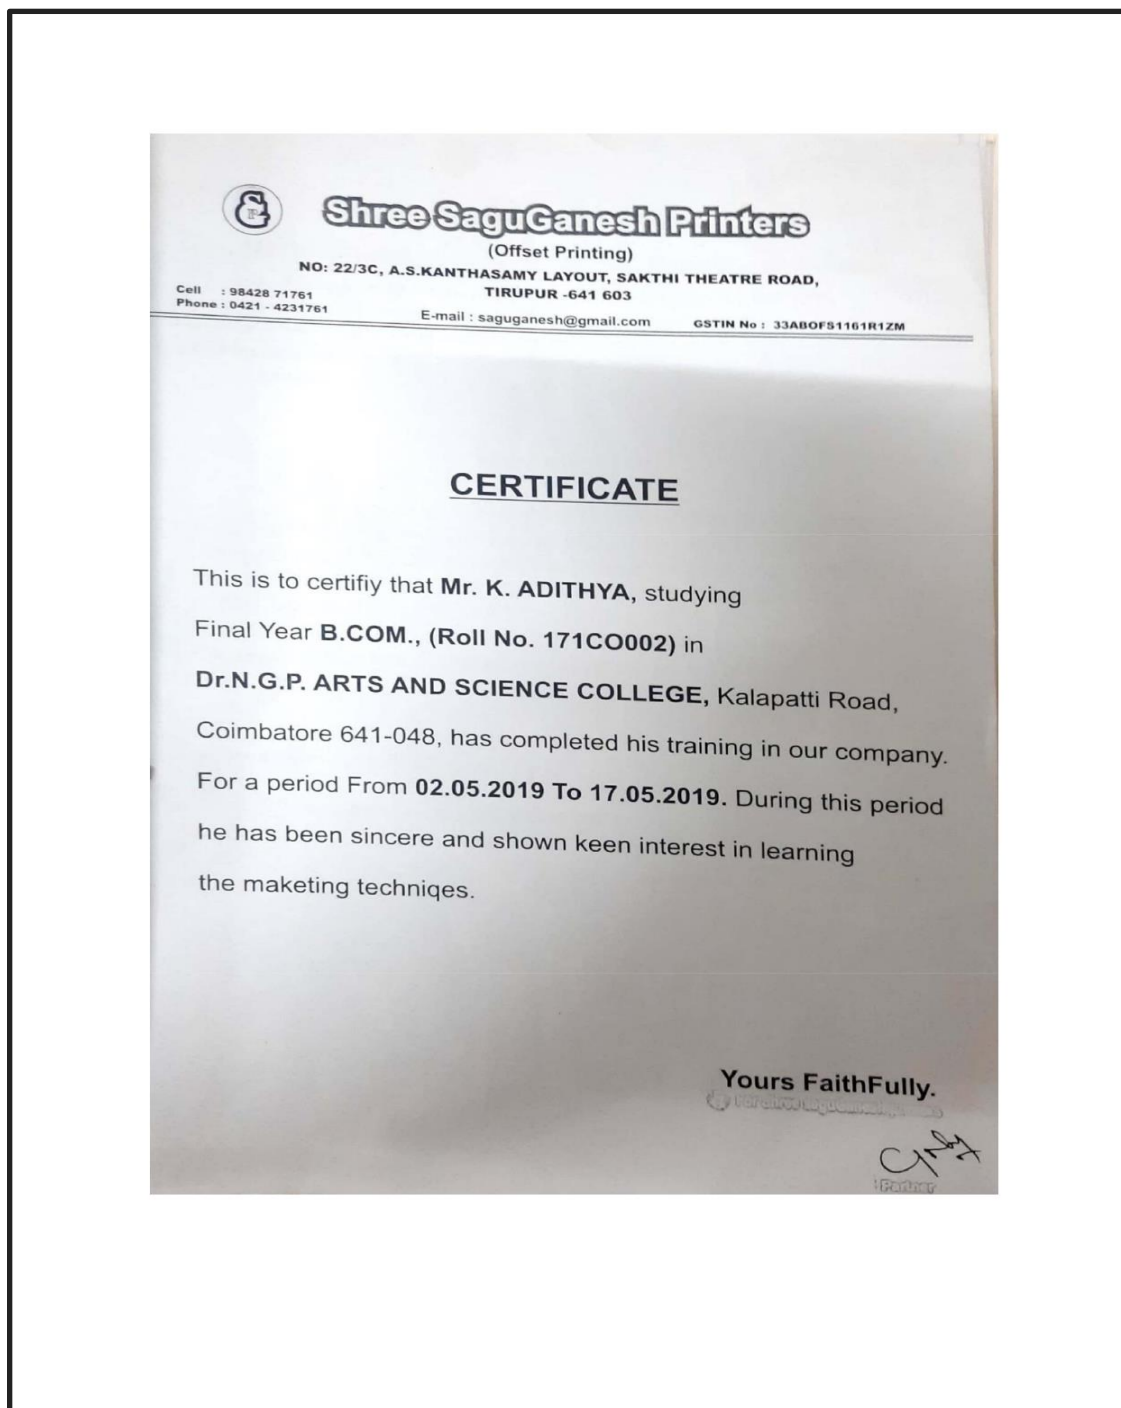 Shree SaguGanesh Printers
(Offset Printing)
NO: 22/3C, A.S.KANTHASAMY LAYOUT, SAKTHI THEATRE ROAD,
TIRUPUR -641 603
Cell : 98428 71761
Phone : 0421 - 4231761
E-mail : saguganesh@gmail.com GSTIN No : 33ABOFS1161R1ZM
CERTIFICATE
This is to certifiy that Mr. K. ADITHYA, studying
Final Year B.COM., (Roll No. 171CO002) in
Dr.N.G.P. ARTS AND SCIENCE COLLEGE, Kalapatti Road,
Coimbatore 641-048, has completed his training in our company.
For a period From 02.05.2019 To 17.05.2019. During this period
he has been sincere and shown keen interest in learning
the maketing techniqes.
Yours FaithFully.
For Shree
Partner